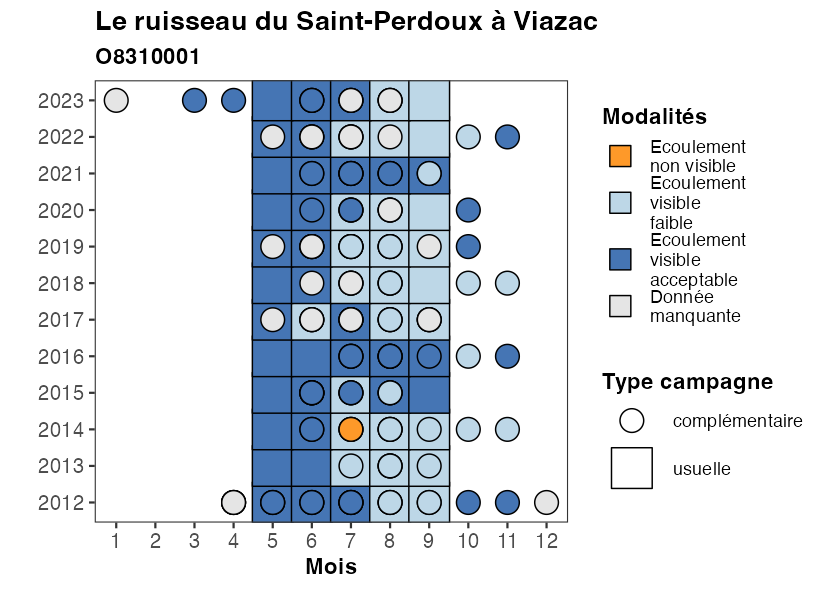 Le ruisseau du Saint-Perdoux à Viazac
O8310001
2023
2022
2021
2020
2019
2018
2017
2016
2015
2014
2013
2012
1 2 3 4 5 6 7 8 9 10 11 12
Mois
Modalités
Ecoulement
non visible
Ecoulement
visible
faible
Ecoulement
visible
acceptable
Donnée
manquante
Type campagne
complémentaire
usuelle